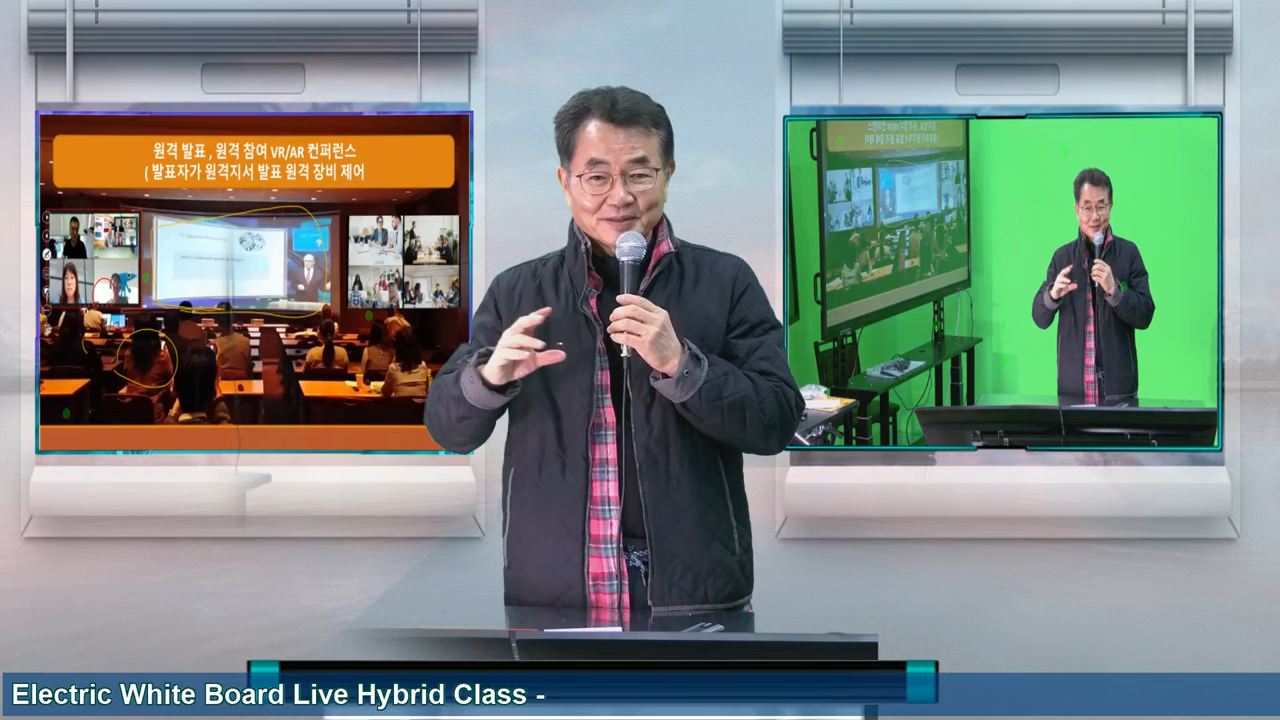 원격 발표 , 원격 참여 VR/AR 컨퍼런스
( 발표자가 원격지서 발표 원격 장비 제어
Electric White Board Live Hybrid Class -